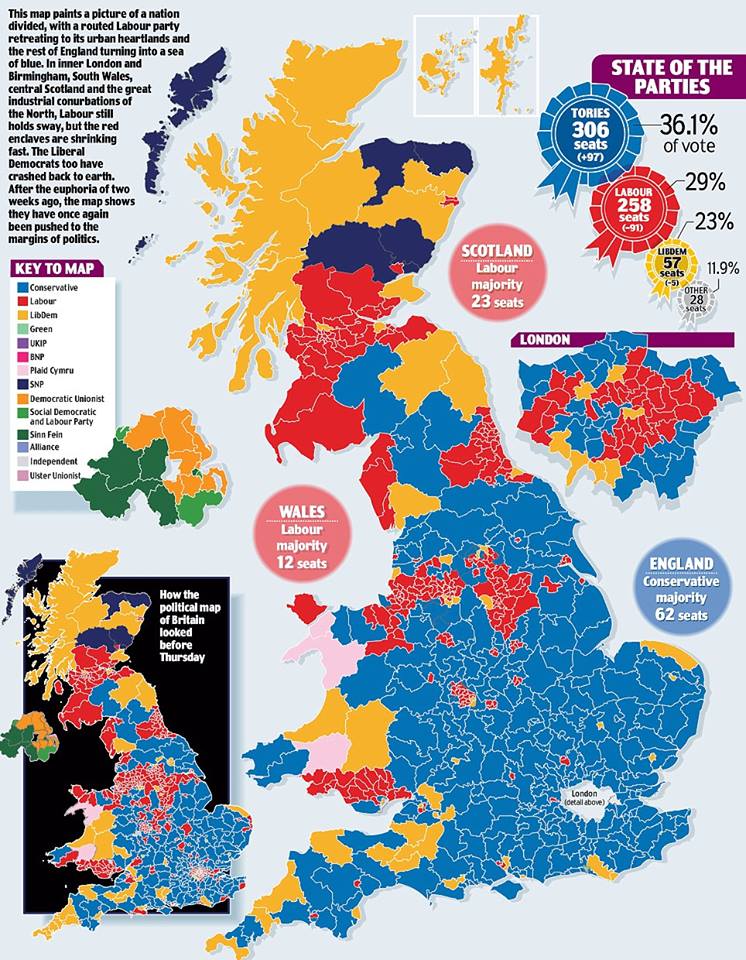 This map paints a picture of a nation
divided, with a routed Labour party
retreating to its urban heartlands and
the rest of England turning into a sea
of blue. In inner London and
Birmingham, South Wales,
central Scotland and the great
industrial conurbations of
the North, Labour still
holds sway, but the red
enclaves are shrinking
fast. The Liberal
Democrats too have
crashed back to earth.
After the euphoria of two
weeks ago, the map shows
they have once again
been pushed to the
margins of politics.
STATE OF THE
PARTIES
TORIES
306
seats
(+97)
36.1%
of vote
LABOUR
258
seats
(-91)
29%
LIBDEM
57
seats
(-5)
23%
OTHER
28
seats
11.9%
KEY TO MAP
Conservative
Labour
LibDem
Green
UKIP
BNP
Plaid Cymru
SNP
Democratic Unionist
Social Democratic
and Labour Party
Sinn Fein
Alliance
Independent
Ulster Unionist
SCOTLAND
Labour
majority
23 seats
LONDON
WALES
Labour
majority
12 seats
ENGLAND
Conservative
majority
62 seats
How the
political map
of Britain
looked
before
Thursday
London
(detail above)